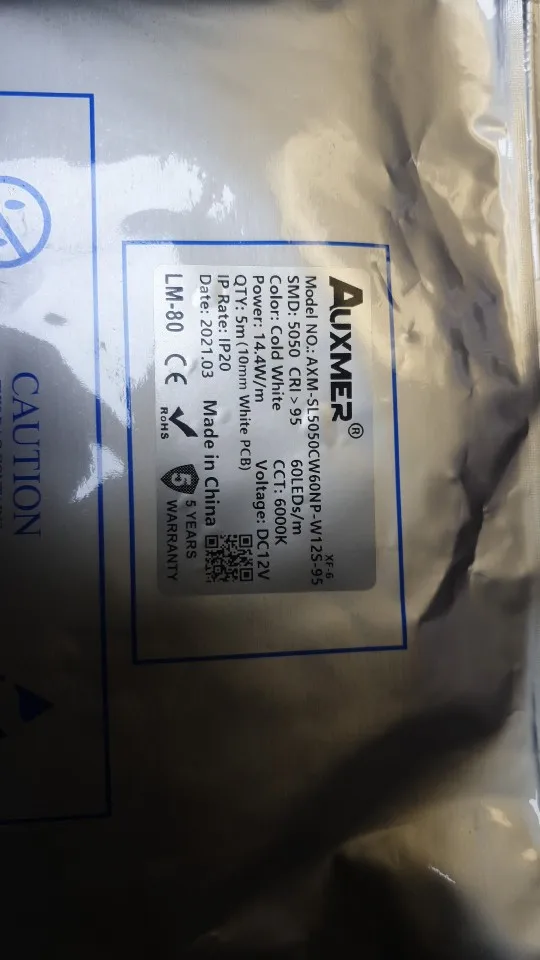 AUXMER®
XF-6
Model NO.: AXM-SL5050CW60NP-W12S-95
SMD: 5050 CRI>95 60LEDs/m
Color: Cold White CCT: 6000K
Power: 14.4W/m Voltage: DC12V
QTY: 5m(10mm White PCB)
IP Rate: IP20
Date: 2021.03 Made in China
LM-80 CE RoHS 5 5 YEARS WARRANTY
CAUTION